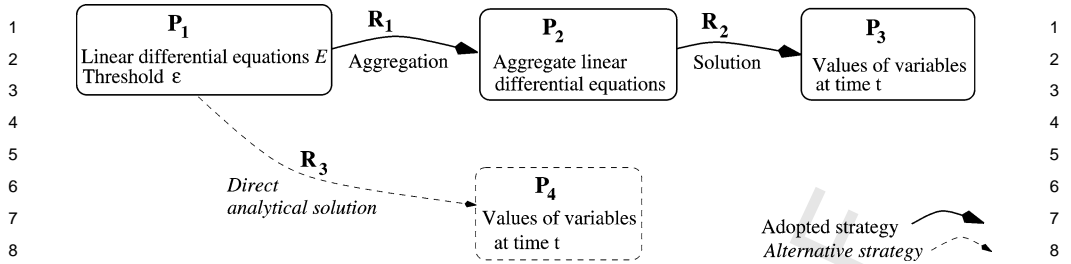 1 P1 R1 P2 R2 P3 1
2 Linear differential equations E Aggregation Aggregate linear Solution Values of variables 2
Threshold ε differential equations at time t
3 3
4 4
5 R3 5
6 Direct P4 6
7 analytical solution Values of variables Adopted strategy 7
8 at time t Alternative strategy 8